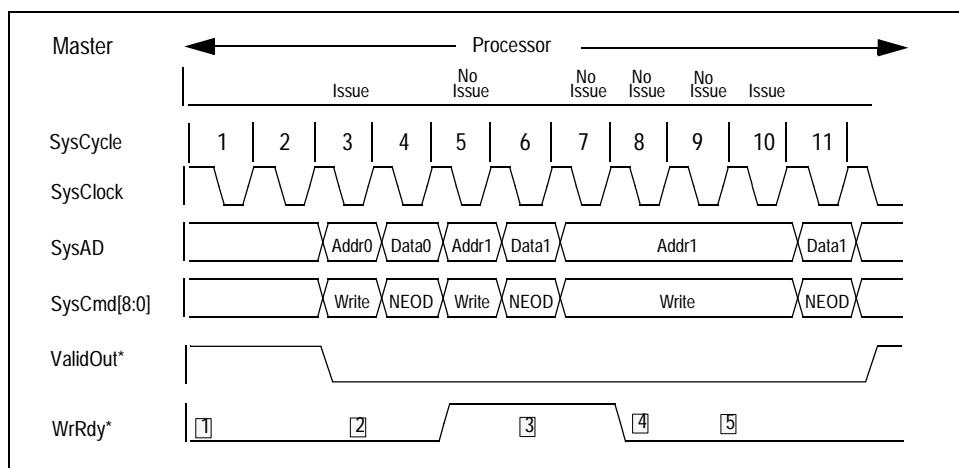 Master Processor
Issue No Issue No Issue No Issue No Issue Issue
SysCycle 1 2 3 4 5 6 7 8 9 10 11
SysClock
SysAD Addr0 Data0 Addr1 Data1 Addr1 Data1
SysCmd[8:0] Write NEOD Write NEOD Write NEOD
ValidOut*
WrRdy* 1 2 3 4 5